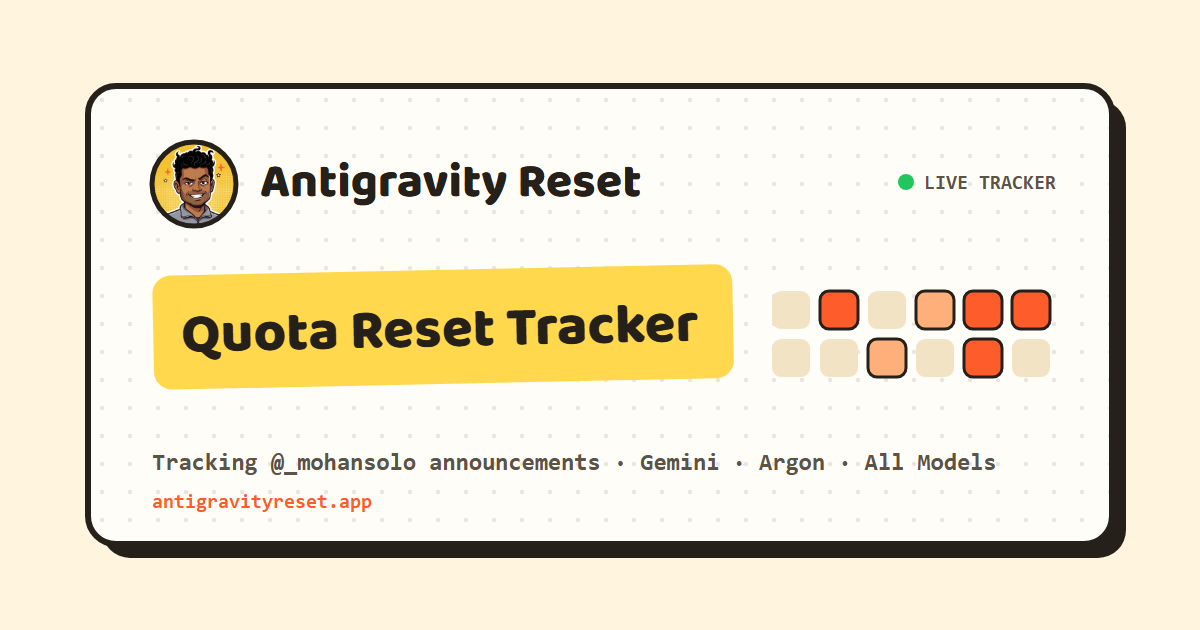 Antigravity Reset
LIVE TRACKER
Quota Reset Tracker
Tracking @_mohansolo announcements · Gemini · Argon · All Models
antigravityreset.app